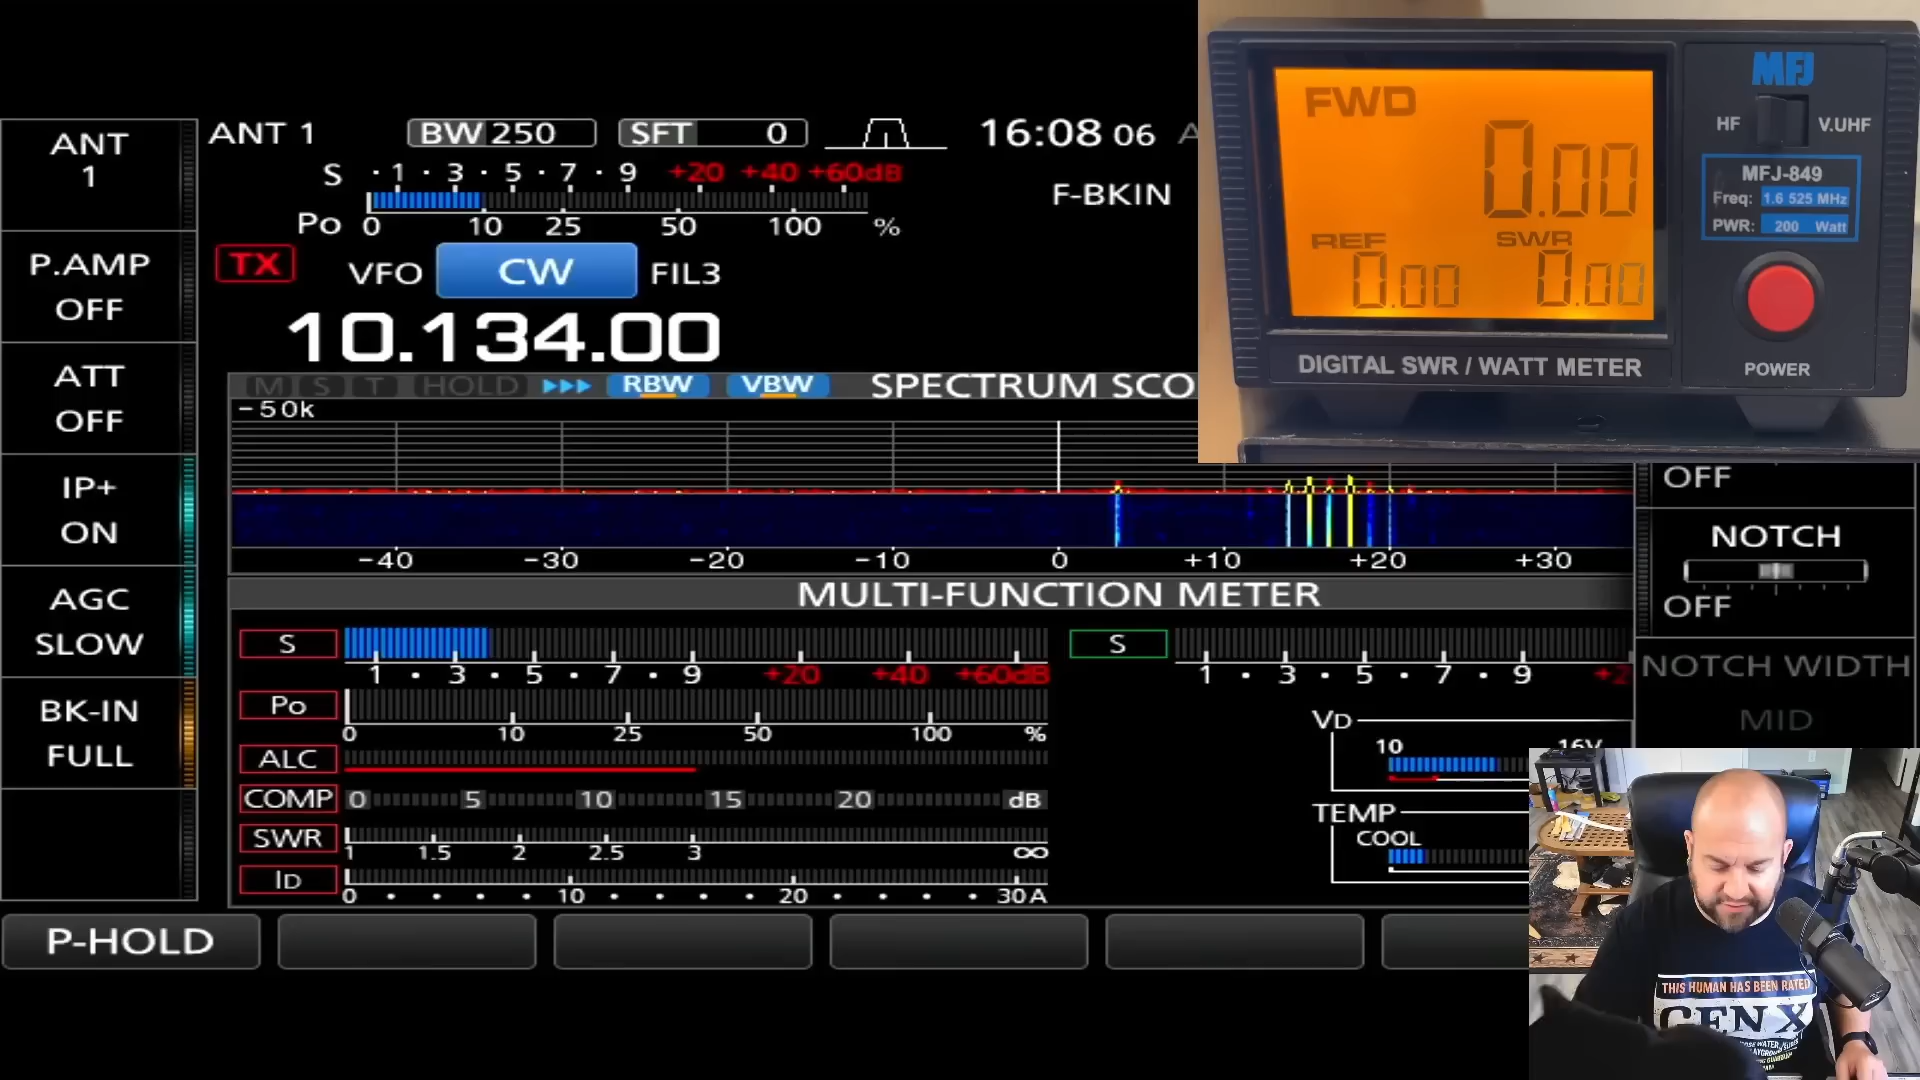 ANT 1
BW 250
SFT 0
16:08 06
S 1 3 5 7 9 +20 +40 +60dB
F-BKIN
Po 0 10 25 50 100 %
TX
VFO
CW
FIL3
10.134.00
ANT
1
P.AMP
OFF
ATT
OFF
IP+
ON
AGC
SLOW
BK-IN
FULL
M S T HOLD RBW VBW SPECTRUM SCO
-50k
-40 -30 -20 -10 0 +10 +20 +30
MULTI-FUNCTION METER
S
1 3 5 7 9 +20 +40 +60dB
Po
0 10 25 50 100 %
ALC
COMP 0 5 10 15 20 dB
SWR
1 1.5 2 2.5 3 ∞
ID
0 10 20 30A
S
1 3 5 7 9 +2
VD
10 16V
TEMP
COOL
OFF
NOTCH
OFF
NOTCH WIDTH
MID
P-HOLD
FWD
0.00
REF
0.00
SWR
0.00
DIGITAL SWR / WATT METER
MFJ
HF V.UHF
MFJ-849
Freq: 1.6 525 MHz
PWR: 200 Watt
POWER
THIS HUMAN HAS BEEN RATED
GEN X